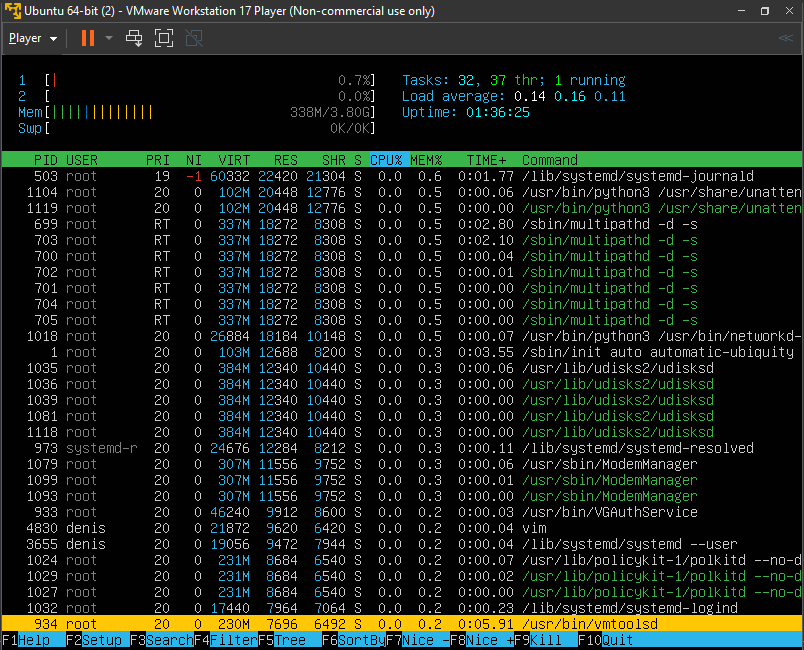 Ubuntu 64-bit (2) - VMware Workstation 17 Player (Non-commercial use only)
Player
1 [| 0.7%] Tasks: 32, 37 thr; 1 running
2 [ 0.0%] Load average: 0.14 0.16 0.11
Mem[||||||||||||| 338M/3.80G] Uptime: 01:36:25
Swp[ 0K/0K]
PID USER PRI NI VIRT RES SHR S CPU% MEM% TIME+ Command
503 root 19 -1 60332 22420 21304 S 0.0 0.6 0:01.77 /lib/systemd/systemd-journald
1104 root 20 0 102M 20448 12776 S 0.0 0.5 0:00.06 /usr/bin/python3 /usr/share/unatten
1119 root 20 0 102M 20448 12776 S 0.0 0.5 0:00.00 /usr/bin/python3 /usr/share/unatten
699 root RT 0 337M 18272 8308 S 0.0 0.5 0:02.80 /sbin/multipathd -d -s
703 root RT 0 337M 18272 8308 S 0.0 0.5 0:02.10 /sbin/multipathd -d -s
700 root RT 0 337M 18272 8308 S 0.0 0.5 0:00.04 /sbin/multipathd -d -s
702 root RT 0 337M 18272 8308 S 0.0 0.5 0:00.01 /sbin/multipathd -d -s
701 root RT 0 337M 18272 8308 S 0.0 0.5 0:00.00 /sbin/multipathd -d -s
704 root RT 0 337M 18272 8308 S 0.0 0.5 0:00.00 /sbin/multipathd -d -s
705 root RT 0 337M 18272 8308 S 0.0 0.5 0:00.00 /sbin/multipathd -d -s
1018 root 20 0 26884 18184 10148 S 0.0 0.5 0:00.07 /usr/bin/python3 /usr/bin/networkd-
1 root 20 0 103M 12688 8200 S 0.0 0.3 0:03.55 /sbin/init auto automatic-ubiquity
1035 root 20 0 384M 12340 10440 S 0.0 0.3 0:00.06 /usr/lib/udisks2/udisksd
1036 root 20 0 384M 12340 10440 S 0.0 0.3 0:00.00 /usr/lib/udisks2/udisksd
1039 root 20 0 384M 12340 10440 S 0.0 0.3 0:00.00 /usr/lib/udisks2/udisksd
1081 root 20 0 384M 12340 10440 S 0.0 0.3 0:00.00 /usr/lib/udisks2/udisksd
1118 root 20 0 384M 12340 10440 S 0.0 0.3 0:00.00 /usr/lib/udisks2/udisksd
973 systemd-r 20 0 24676 12284 8212 S 0.0 0.3 0:00.11 /lib/systemd/systemd-resolved
1079 root 20 0 307M 11556 9752 S 0.0 0.3 0:00.06 /usr/sbin/ModemManager
1099 root 20 0 307M 11556 9752 S 0.0 0.3 0:00.01 /usr/sbin/ModemManager
1093 root 20 0 307M 11556 9752 S 0.0 0.3 0:00.00 /usr/sbin/ModemManager
933 root 20 0 46240 9912 8600 S 0.0 0.2 0:00.07 /usr/bin/VGAuthService
4830 denis 20 0 21872 9620 6420 S 0.0 0.2 0:00.04 vim
3655 denis 20 0 19056 9472 7944 S 0.0 0.2 0:00.04 /lib/systemd/systemd --user
1024 root 20 0 231M 8684 6540 S 0.0 0.2 0:00.07 /usr/lib/policykit-1/polkitd --no-d
1029 root 20 0 231M 8684 6540 S 0.0 0.2 0:00.02 /usr/lib/policykit-1/polkitd --no-d
1027 root 20 0 231M 8684 6540 S 0.0 0.2 0:00.00 /usr/lib/policykit-1/polkitd --no-d
1032 root 20 0 17440 7964 7064 S 0.0 0.2 0:00.23 /lib/systemd/systemd-logind
934 root 20 0 230M 7696 6492 S 0.0 0.2 0:05.91 /usr/bin/vmtoolsd
F1Help F2Setup F3SearchF4FilterF5Tree F6SortByF7Nice -F8Nice +F9Kill F10Quit